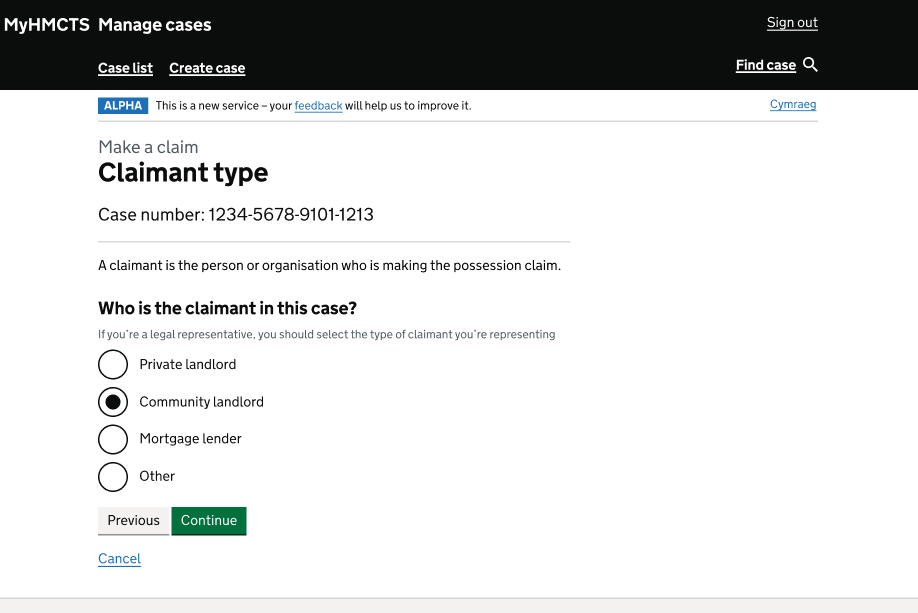 MyHMCTS Manage cases
Sign out
Case list Create case
Find case
ALPHA This is a new service – your feedback will help us to improve it.
Cymraeg
Make a claim
Claimant type
Case number: 1234-5678-9101-1213
A claimant is the person or organisation who is making the possession claim.
Who is the claimant in this case?
If you're a legal representative, you should select the type of claimant you're representing
Private landlord
Community landlord
Mortgage lender
Other
Previous Continue
Cancel